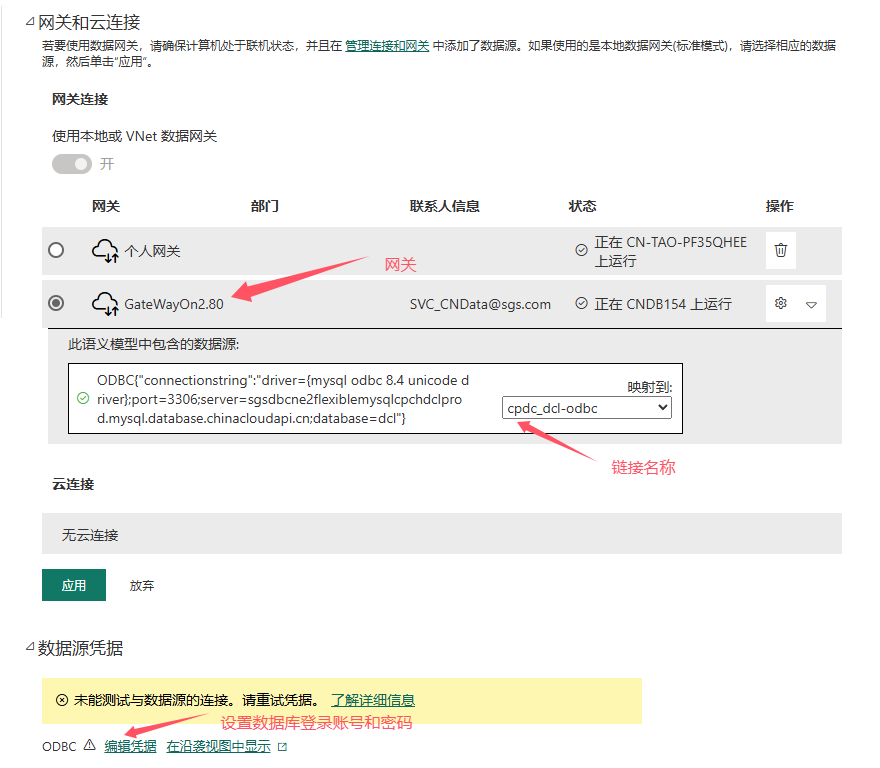 网关和云连接
若要使用数据网关，请确保计算机处于联机状态，并且在 管理连接和网关 中添加了数据源。如果使用的是本地数据网关(标准模式)，请选择相应的数据
源，然后单击“应用”。
网关连接
使用本地或 VNet 数据网关
开
网关 部门 联系人信息 状态 操作
个人网关 正在 CN-TAO-PF35QHEE
上运行
网关
GateWayOn2.80 SVC_CNData@sgs.com 正在 CNDB154 上运行
此语义模型中包含的数据源:
ODBC{"connectionstring":"driver={mysql odbc 8.4 unicode d
river};port=3306;server=sgsdbcne2flexiblemysqlcpchdclpro
d.mysql.database.chinacloudapi.cn;database=dcl"}
映射到:
cpdc_dcl-odbc
链接名称
云连接
无云连接
应用 放弃
数据源凭据
未能测试与数据源的连接。请重试凭据。 了解详细信息
设置数据库登录账号和密码
ODBC 编辑凭据 在沿袭视图中显示